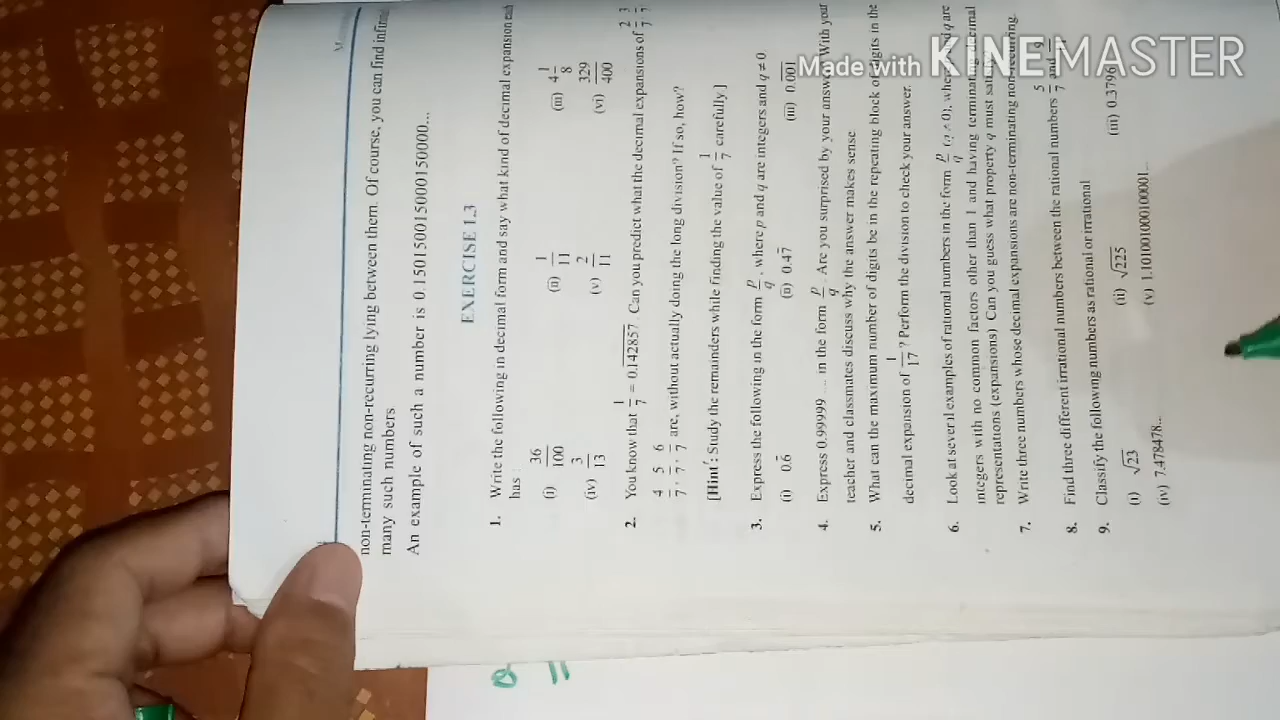 non-terminating non-recurring lying between them. Of course, you can find
many such numbers
An example of such a number is 0.150150015000150000...
EXERCISE 1.3
1. Write the following in decimal form and say what kind of decimal expansion each
has :
(i) 36/100 (ii) 1/11 (iii) 4 1/8
(iv) 3/13 (v) 2/11 (vi) 329/400
2. You know that 1/7 = 0.1̅4̅2̅8̅5̅7̅ Can you predict what the decimal expansions of 2/7 3/7
4/7, 5/7, 6/7 are, without actually doing the long division? If so, how?
[Hint : Study the remainders while finding the value of 1/7 carefully ]
3. Express the following in the form p/q, where p and q are integers and q ≠ 0
(i) 0.6̅ (ii) 0.47̅ (iii) 0.0̅0̅1̅
4. Express 0.99999 .... in the form p/q Are you surprised by your answer With your
teacher and classmates discuss why the answer makes sense
5. What can the maximum number of digits be in the repeating block of digits in the
decimal expansion of 1/17 ? Perform the division to check your answer.
6. Look at several examples of rational numbers in the form p/q (q ≠ 0), where q are
integers with no common factors other than 1 and having terminating decimal
representations (expansions) Can you guess what property q must
7. Write three numbers whose decimal expansions are non-terminating non-recurring.
8. Find three different irrational numbers between the rational numbers 5/7 and 9/11
9. Classify the following numbers as rational or irrational
(i) √23 (ii) √225 (iii) 0.3796
(iv) 7.478478... (v) 1.101001000100001...
Made with KINEMASTER